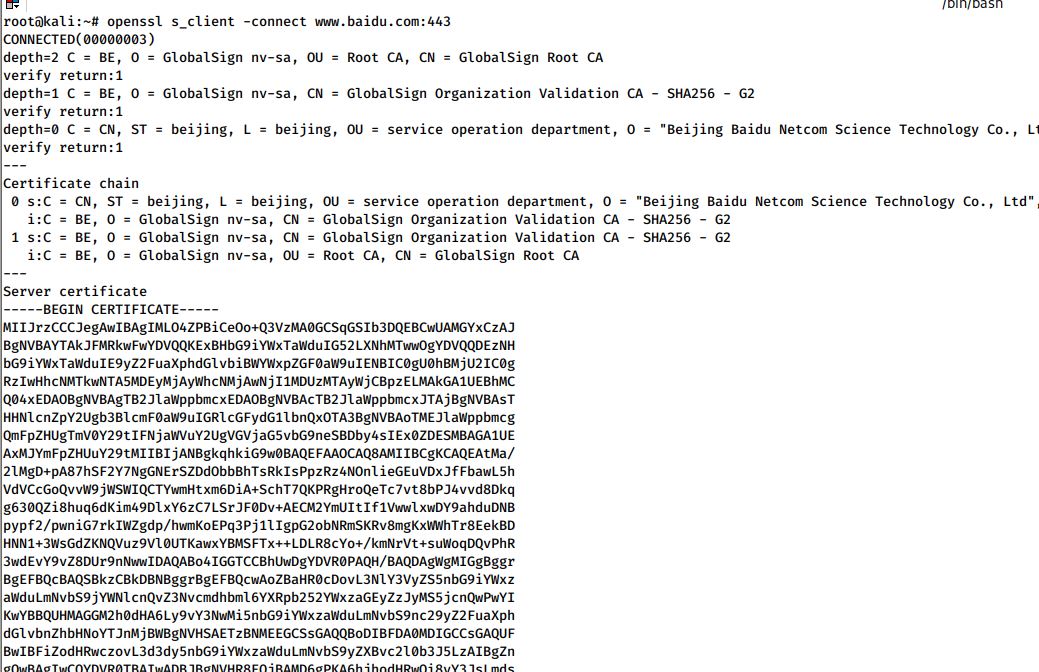 /bin/bash
root@kali:~# openssl s_client -connect www.baidu.com:443
CONNECTED(00000003)
depth=2 C = BE, O = GlobalSign nv-sa, OU = Root CA, CN = GlobalSign Root CA
verify return:1
depth=1 C = BE, O = GlobalSign nv-sa, CN = GlobalSign Organization Validation CA - SHA256 - G2
verify return:1
depth=0 C = CN, ST = beijing, L = beijing, OU = service operation department, O = "Beijing Baidu Netcom Science Technology Co., Lt
verify return:1
---
Certificate chain
 0 s:C = CN, ST = beijing, L = beijing, OU = service operation department, O = "Beijing Baidu Netcom Science Technology Co., Ltd",
   i:C = BE, O = GlobalSign nv-sa, CN = GlobalSign Organization Validation CA - SHA256 - G2
 1 s:C = BE, O = GlobalSign nv-sa, CN = GlobalSign Organization Validation CA - SHA256 - G2
   i:C = BE, O = GlobalSign nv-sa, OU = Root CA, CN = GlobalSign Root CA
---
Server certificate
-----BEGIN CERTIFICATE-----
MIIJrzCCCJegAwIBAgIMLO4ZPBiCeOo+Q3VzMA0GCSqGSIb3DQEBCwUAMGYxCzAJ
BgNVBAYTAkJFMRkwFwYDVQQKExBHbG9iYWxTaWduIG52LXNhMTwwOgYDVQQDEzNH
bG9iYWxTaWduIE9yZ2FuaXphdGlvbiBWYWxpZGF0aW9uIENBIC0gU0hBMjU2IC0g
RzIwHhcNMTkwNTA5MDEyMjAyWhcNMjAwNjI1MDUzMTAyWjCBpzELMAkGA1UEBhMC
Q04xEDAOBgNVBAgTB2JlaWppbmcxEDAOBgNVBAcTB2JlaWppbmcxJTAjBgNVBAsT
HHNlcnZpY2Ugb3BlcmF0aW9uIGRlcGFydG1lbnQxOTA3BgNVBAoTMEJlaWppbmcg
QmFpZHUgTmV0Y29tIFNjaWVuY2UgVGVjaG5vbG9neSBDby4sIEx0ZDESMBAGA1UE
AxMJYmFpZHUuY29tMIIBIjANBgkqhkiG9w0BAQEFAAOCAQ8AMIIBCgKCAQEAtMa/
2lMgD+pA87hSF2Y7NgGNErSZDdObbBhTsRkIsPpzRz4NOnlieGEuVDxJfFbawL5h
VdVCcGoQvvW9jWSWIQCTYwmHtxm6DiA+SchT7QKPRgHroQeTc7vt8bPJ4vvd8Dkq
g630QZi8huq6dKim49DlxY6zC7LSrJF0Dv+AECM2YmUItIf1VwwlxwDY9ahduDNB
pypf2/pwniG7rkIWZgdp/hwmKoEPq3Pj1lIgpG2obNRmSKRv8mgKxWWhTr8EekBD
HNN1+3WsGdZKNQVuz9Vl0UTKawxYBMSFTx++LDLR8cYo+/kmNrVt+suWoqDQvPhR
3wdEvY9vZ8DUr9nNwwIDAQABo4IGGTCCBhUwDgYDVR0PAQH/BAQDAgWgMIGgBggr
BgEFBQcBAQSBkzCBkDBNBggrBgEFBQcwAoZBaHR0cDovL3NlY3VyZS5nbG9iYWxz
aWduLmNvbS9jYWNlcnQvZ3Nvcmdhbml6YXRpb252YWxzaGEyZzJyMS5jcnQwPwYI
KwYBBQUHMAGGM2h0dHA6Ly9vY3NwMi5nbG9iYWxzaWduLmNvbS9nc29yZ2FuaXph
dGlvbnZhbHNoYTJnMjBWBgNVHSAETzBNMEEGCSsGAQQBoDIBFDA0MDIGCCsGAQUF
BwIBFiZodHRwczovL3d3dy5nbG9iYWxzaWduLmNvbS9yZXBvc2l0b3J5LzAIBgZn